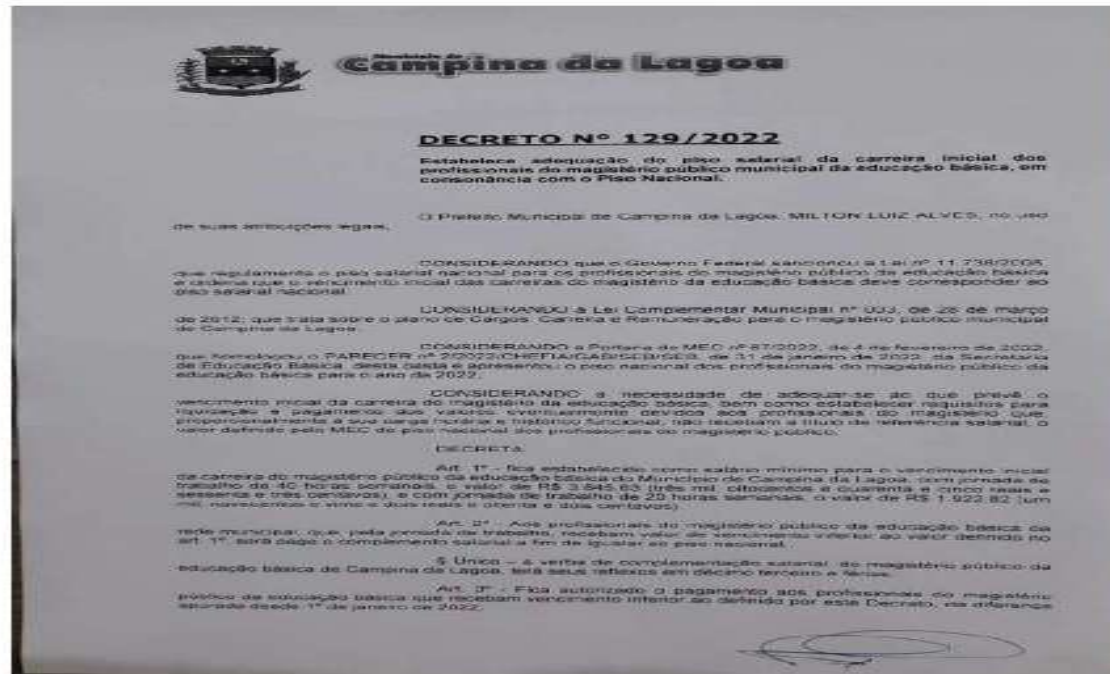 Município de
Campina da Lagoa
DECRETO Nº 129/2022
Estabelece adequação do piso salarial da carreira inicial dos
profissionais do magistério público municipal da educação básica, em
consonância com o Piso Nacional.
O Prefeito Municipal de Campina da Lagoa, MILTON LUIZ ALVES, no uso
de suas atribuições legais,
CONSIDERANDO que o Governo Federal sancionou a Lei nº 11.738/2008,
que regulamenta o piso salarial nacional para os profissionais do magistério público da educação básica
e ordena que o vencimento inicial das carreiras do magistério da educação básica deve corresponder ao
piso salarial nacional.
CONSIDERANDO a Lei Complementar Municipal nº 003, de 28 de março
de 2012, que trata sobre o plano de Cargos, Carreira e Remuneração para o magistério público municipal
de Campina da Lagoa.
CONSIDERANDO a Portaria do MEC nº 67/2022, de 4 de fevereiro de 2022,
que homologou o PARECER nº 2/2022/CHEFIA/GAB/SEB/SEB, de 31 de janeiro de 2022, da Secretaria
de Educação Básica, desta pasta e apresentou o piso nacional dos profissionais do magistério público da
educação básica para o ano de 2022;
CONSIDERANDO a necessidade de adequar-se ao que prevê o
vencimento inicial da carreira do magistério da educação básica, bem como estabelecer requisitos para
liquidação e pagamento dos valores eventualmente devidos aos profissionais do magistério que,
proporcionalmente a sua carga horária e histórico funcional, não recebam a título de referência salarial, o
valor definido pelo MEC de piso nacional dos profissionais do magistério público.
DECRETA:
Art. 1º - fica estabelecido como salário mínimo para o vencimento inicial
da carreira do magistério público da educação básica do Município de Campina da Lagoa, com jornada de
trabalho de 40 horas semanais, o valor de R$ 3.845,63 (três mil, oitocentos e quarenta e cinco reais e
sessenta e três centavos), e com jornada de trabalho de 20 horas semanais, o valor de R$ 1.922,82 (um
mil, novecentos e vinte e dois reais e oitenta e dois centavos).
Art. 2º - Aos profissionais do magistério público da educação básica da
rede municipal que, pela jornada de trabalho, recebam valor de vencimento inferior ao valor definido no
art. 1º, será pago o complemento salarial a fim de igualar ao piso nacional.
§ Único – a verba de complementação salarial, do magistério público da
educação básica de Campina da Lagoa, terá seus reflexos em décimo terceiro e férias.
Art. 3º - Fica autorizado o pagamento aos profissionais do magistério
público da educação básica que recebam vencimento inferior ao definido por este Decreto, da diferença
apurada desde 1º de janeiro de 2022.